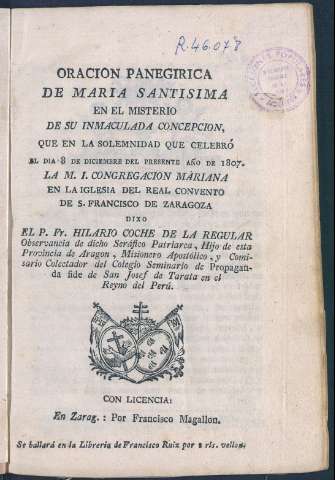 R.46.078
ORACION PANEGIRICA
DE MARIA SANTISIMA
EN EL MISTERIO
DE SU INMACULADA CONCEPCION,
QUE EN LA SOLEMNIDAD QUE CELEBRÓ
EL DIA 8 DE DICIEMBRE DEL PRESENTE AÑO DE 1807.
LA M. I. CONGREGACION MARIANA
EN LA IGLESIA DEL REAL CONVENTO
DE S. FRANCISCO DE ZARAGOZA
DIXO
EL P. Fr. HILARIO COCHE DE LA REGULAR
Observancia de dicho Seráfico Patriarca, Hijo de esta
Provincia de Aragon, Misionero Apostólico, y Comi-
sario Colectador del Colegio Seminario de Propagan-
da fide de San Josef de Tarata en el
Reyno del Perú.
CON LICENCIA:
En Zarag.: Por Francisco Magallon.
Se ballará en la Libreria de Francisco Ruiz por 2 rls. vellon.